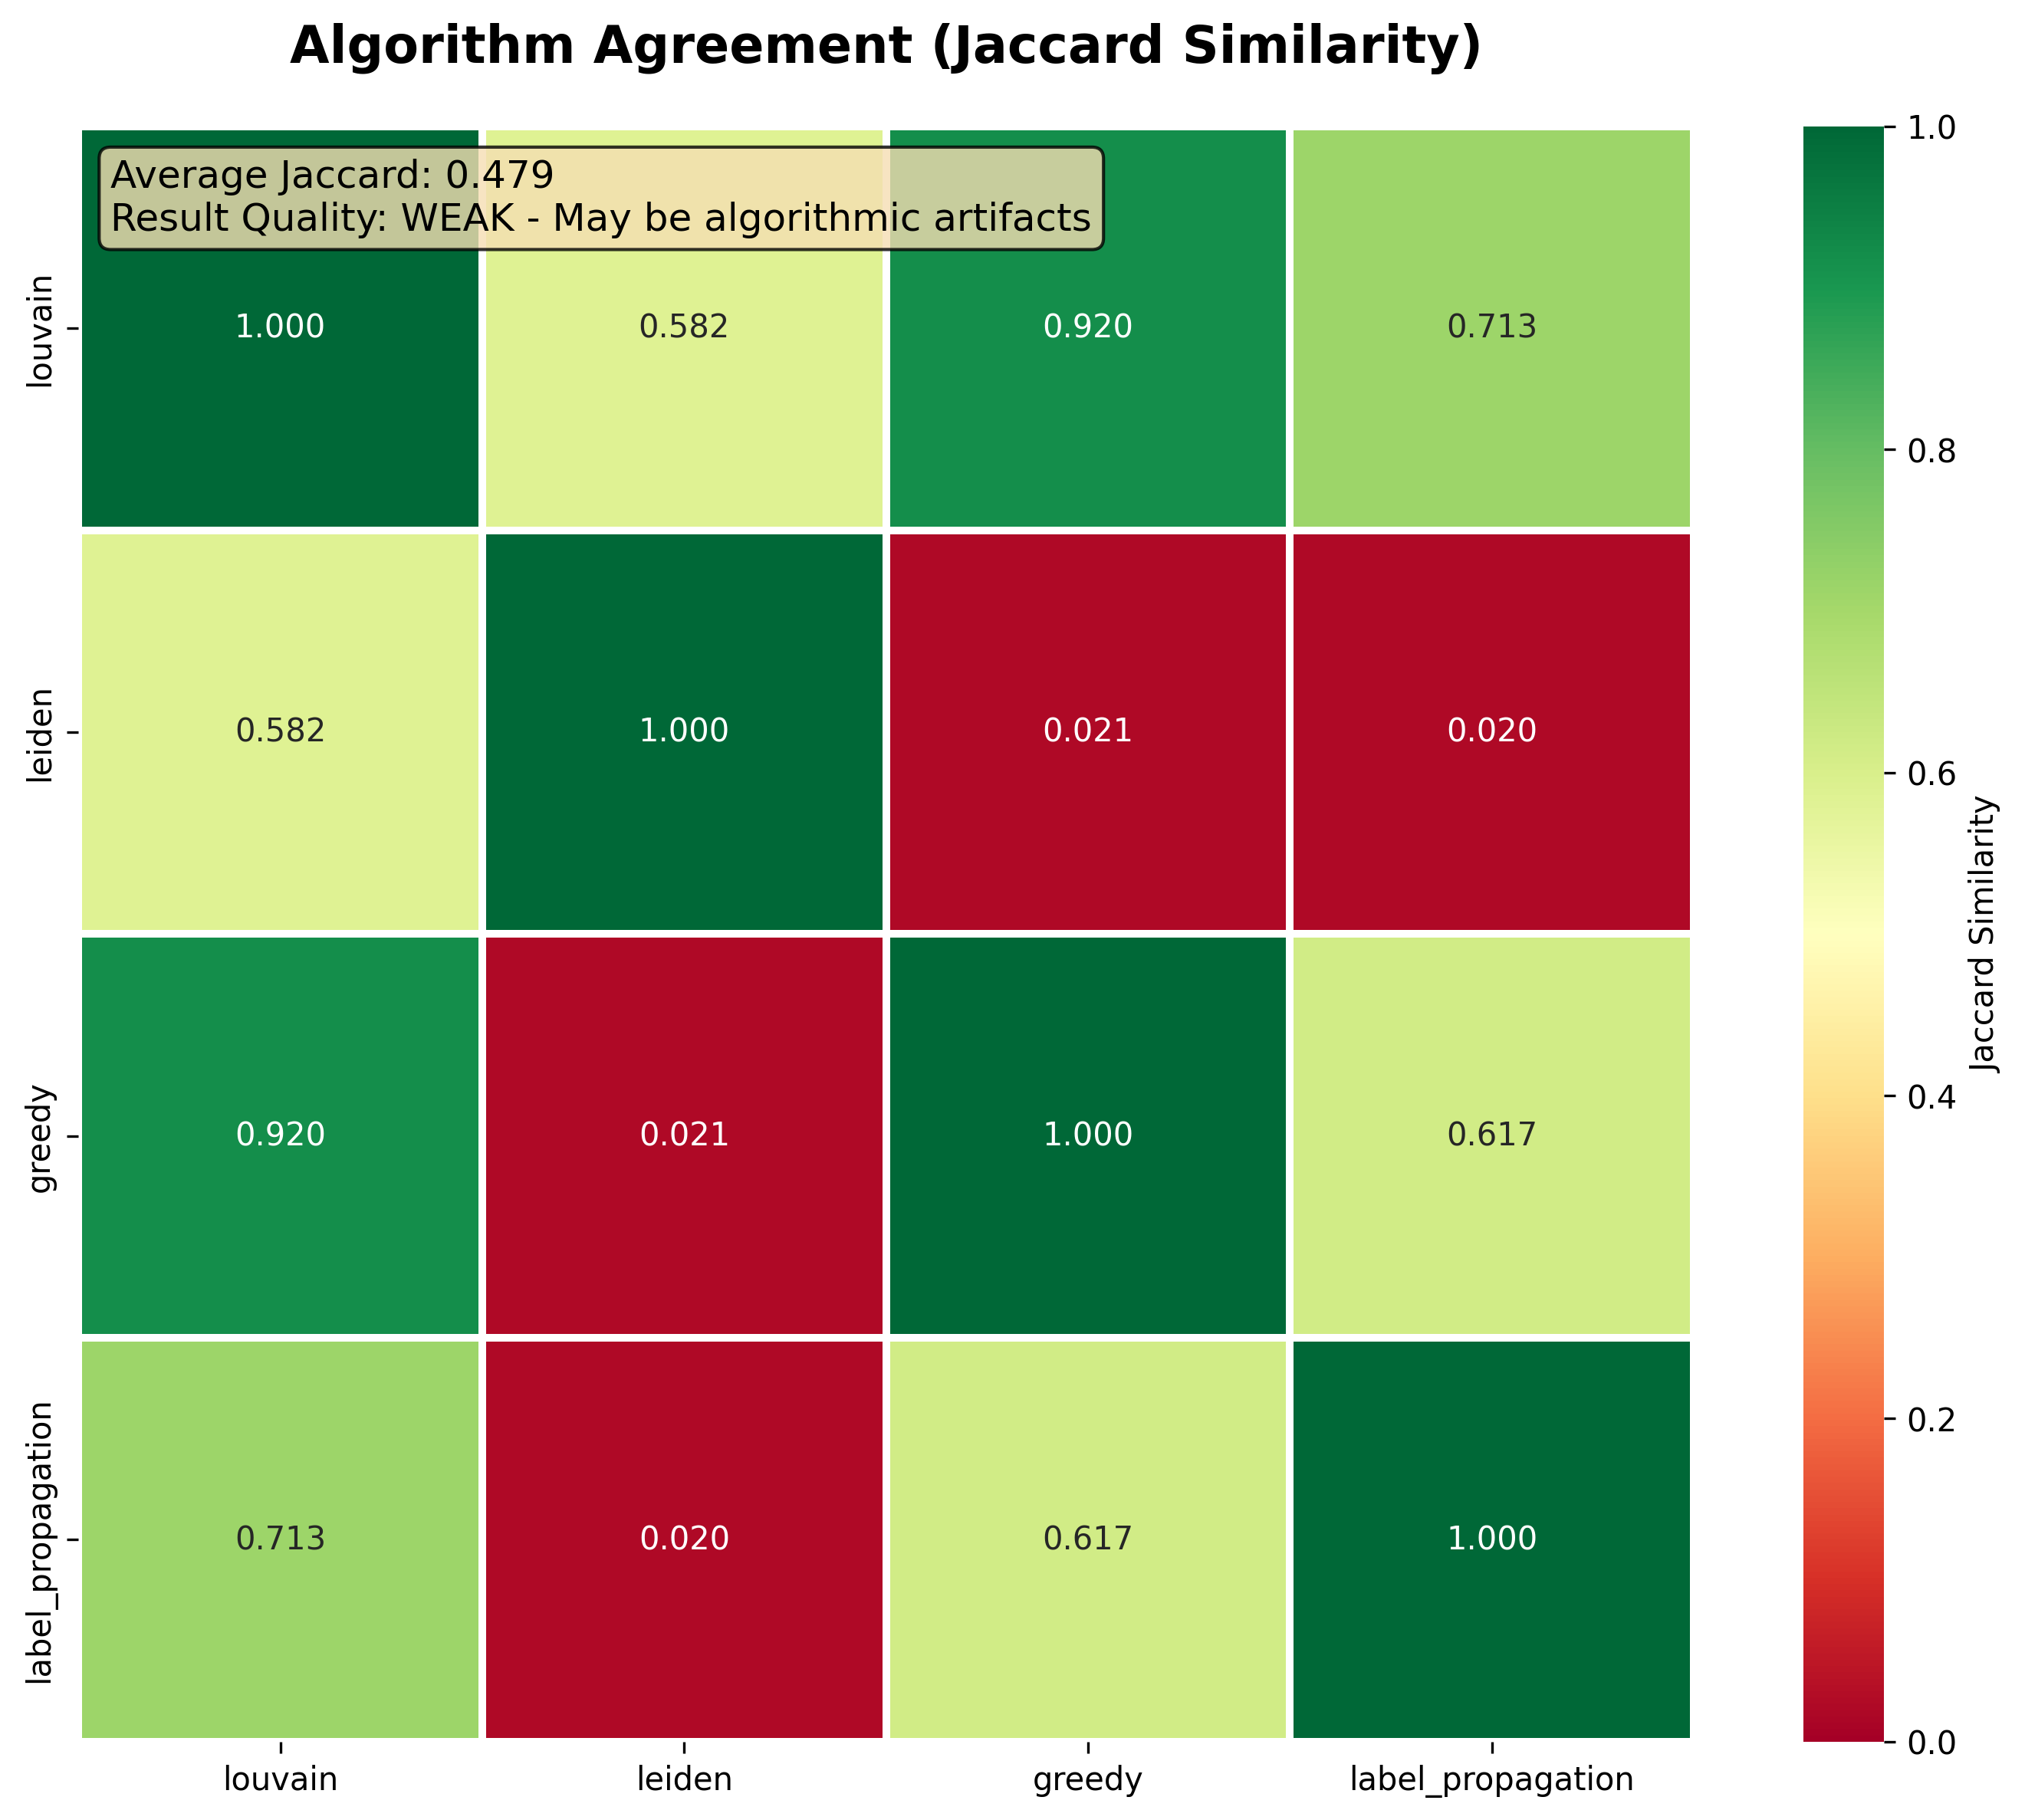 Algorithm Agreement (Jaccard Similarity)
Average Jaccard: 0.479
Result Quality: WEAK - May be algorithmic artifacts
louvain
1.000 0.582 0.920 0.713
leiden
0.582 1.000 0.021 0.020
greedy
0.920 0.021 1.000 0.617
label_propagation
0.713 0.020 0.617 1.000
louvain leiden greedy label_propagation
1.0
0.8
0.6
0.4
0.2
0.0
Jaccard Similarity